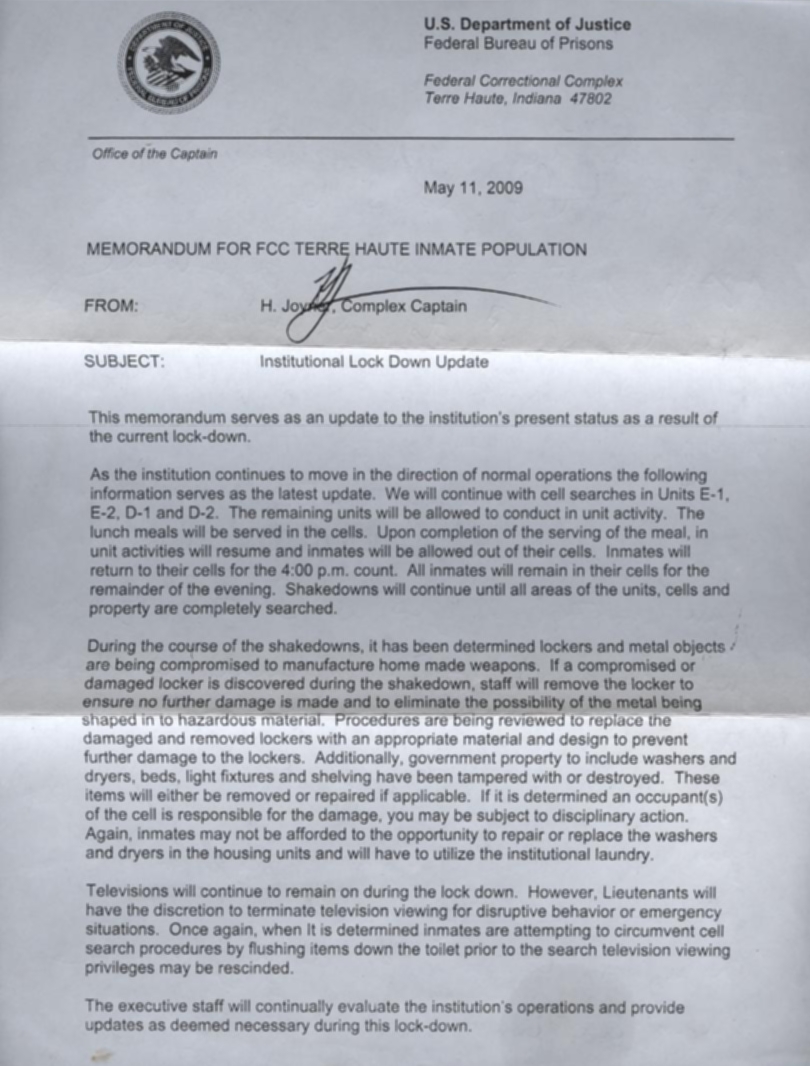 U.S. Department of Justice
Federal Bureau of Prisons
Federal Correctional Complex
Terre Haute, Indiana 47802
Office of the Captain
May 11, 2009
MEMORANDUM FOR FCC TERRE HAUTE INMATE POPULATION
FROM: H. Joyner, Complex Captain
SUBJECT: Institutional Lock Down Update
This memorandum serves as an update to the institution's present status as a result of
the current lock-down.
As the institution continues to move in the direction of normal operations the following
information serves as the latest update. We will continue with cell searches in Units E-1,
E-2, D-1 and D-2. The remaining units will be allowed to conduct in unit activity. The
lunch meals will be served in the cells. Upon completion of the serving of the meal, in
unit activities will resume and inmates will be allowed out of their cells. Inmates will
return to their cells for the 4:00 p.m. count. All inmates will remain in their cells for the
remainder of the evening. Shakedowns will continue until all areas of the units, cells and
property are completely searched.
During the course of the shakedowns, it has been determined lockers and metal objects
are being compromised to manufacture home made weapons. If a compromised or
damaged locker is discovered during the shakedown, staff will remove the locker to
ensure no further damage is made and to eliminate the possibility of the metal being
shaped in to hazardous material. Procedures are being reviewed to replace the
damaged and removed lockers with an appropriate material and design to prevent
further damage to the lockers. Additionally, government property to include washers and
dryers, beds, light fixtures and shelving have been tampered with or destroyed. These
items will either be removed or repaired if applicable. If it is determined an occupant(s)
of the cell is responsible for the damage, you may be subject to disciplinary action.
Again, inmates may not be afforded to the opportunity to repair or replace the washers
and dryers in the housing units and will have to utilize the institutional laundry.
Televisions will continue to remain on during the lock down. However, Lieutenants will
have the discretion to terminate television viewing for disruptive behavior or emergency
situations. Once again, when It is determined inmates are attempting to circumvent cell
search procedures by flushing items down the toilet prior to the search television viewing
privileges may be rescinded.
The executive staff will continually evaluate the institution's operations and provide
updates as deemed necessary during this lock-down.